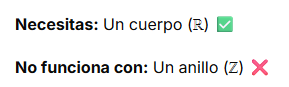 Necesitas: Un cuerpo (ℝ) ✅
No funciona con: Un anillo (ℤ) ❌